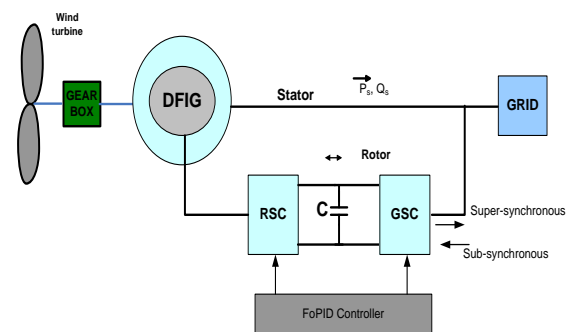 Wind
turbine
GEAR
BOX
DFIG
Stator
Ps, Qs
GRID
Rotor
RSC
C
GSC
Super-synchronous
Sub-synchronous
FoPID Controller